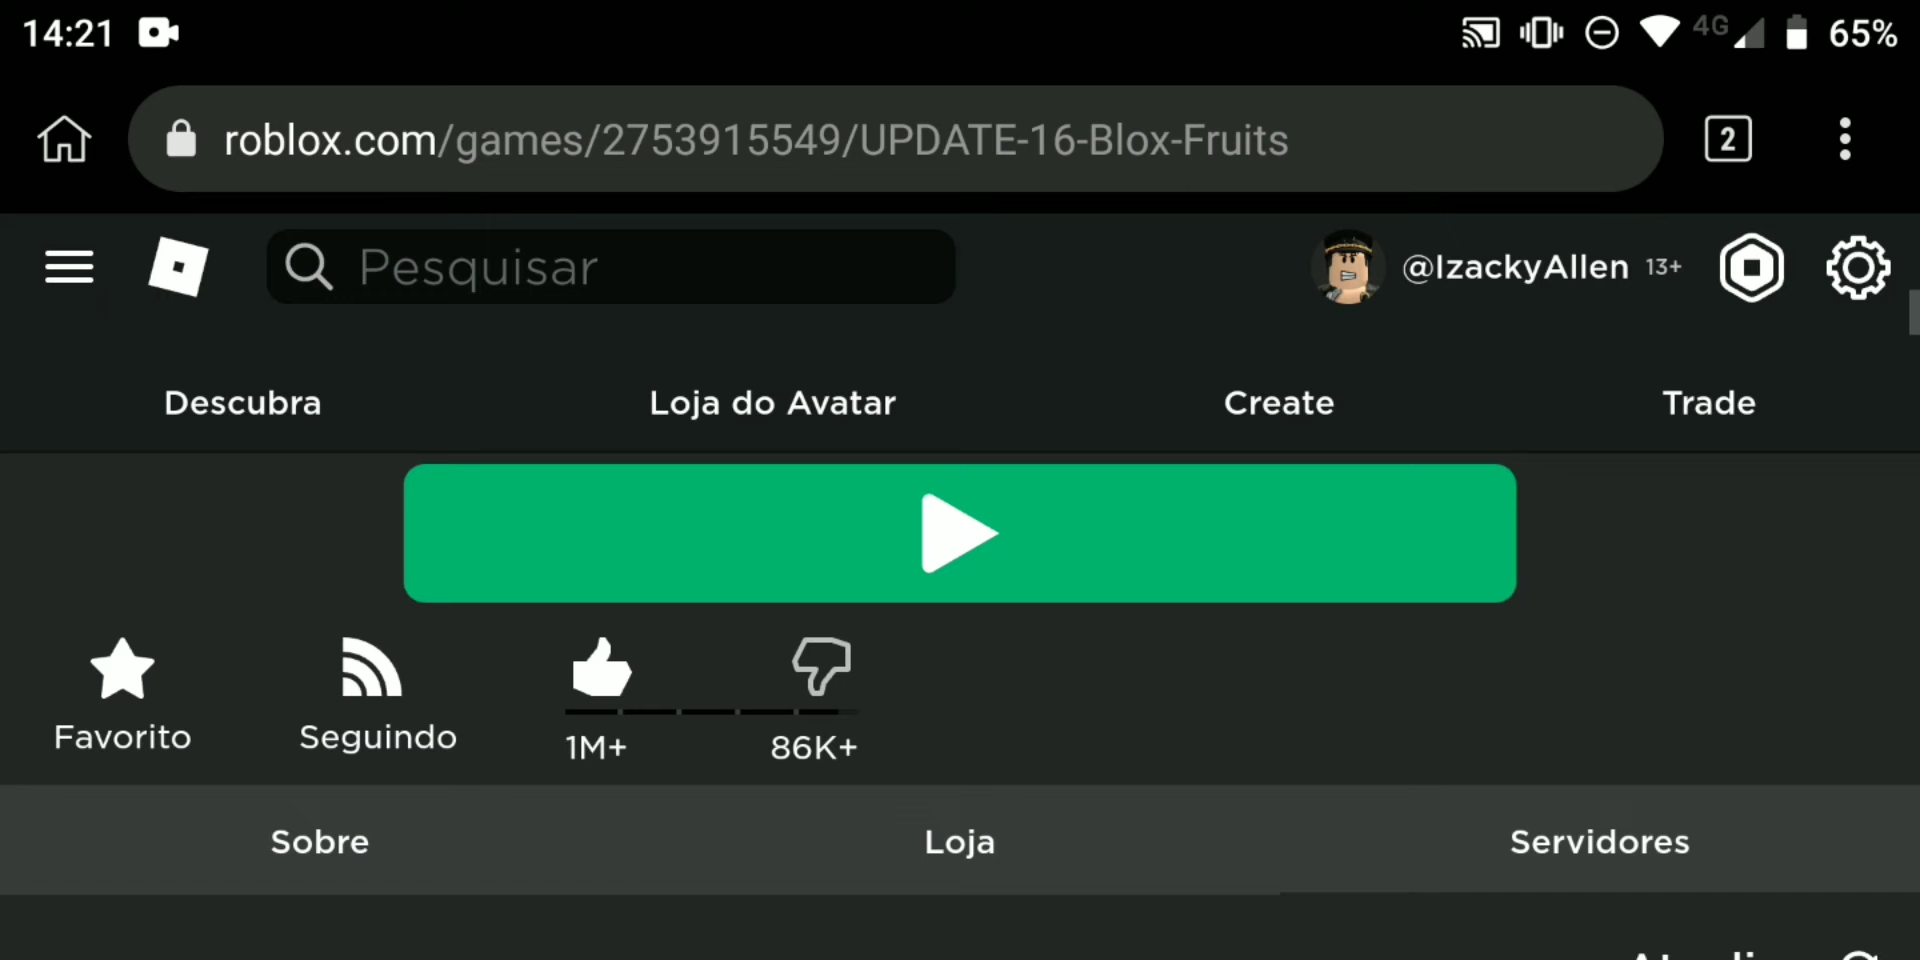 14:21
4G
65%
roblox.com/games/2753915549/UPDATE-16-Blox-Fruits
2
Pesquisar
@IzackyAllen 13+
Descubra
Loja do Avatar
Create
Trade
Favorito
Seguindo
1M+
86K+
Sobre
Loja
Servidores